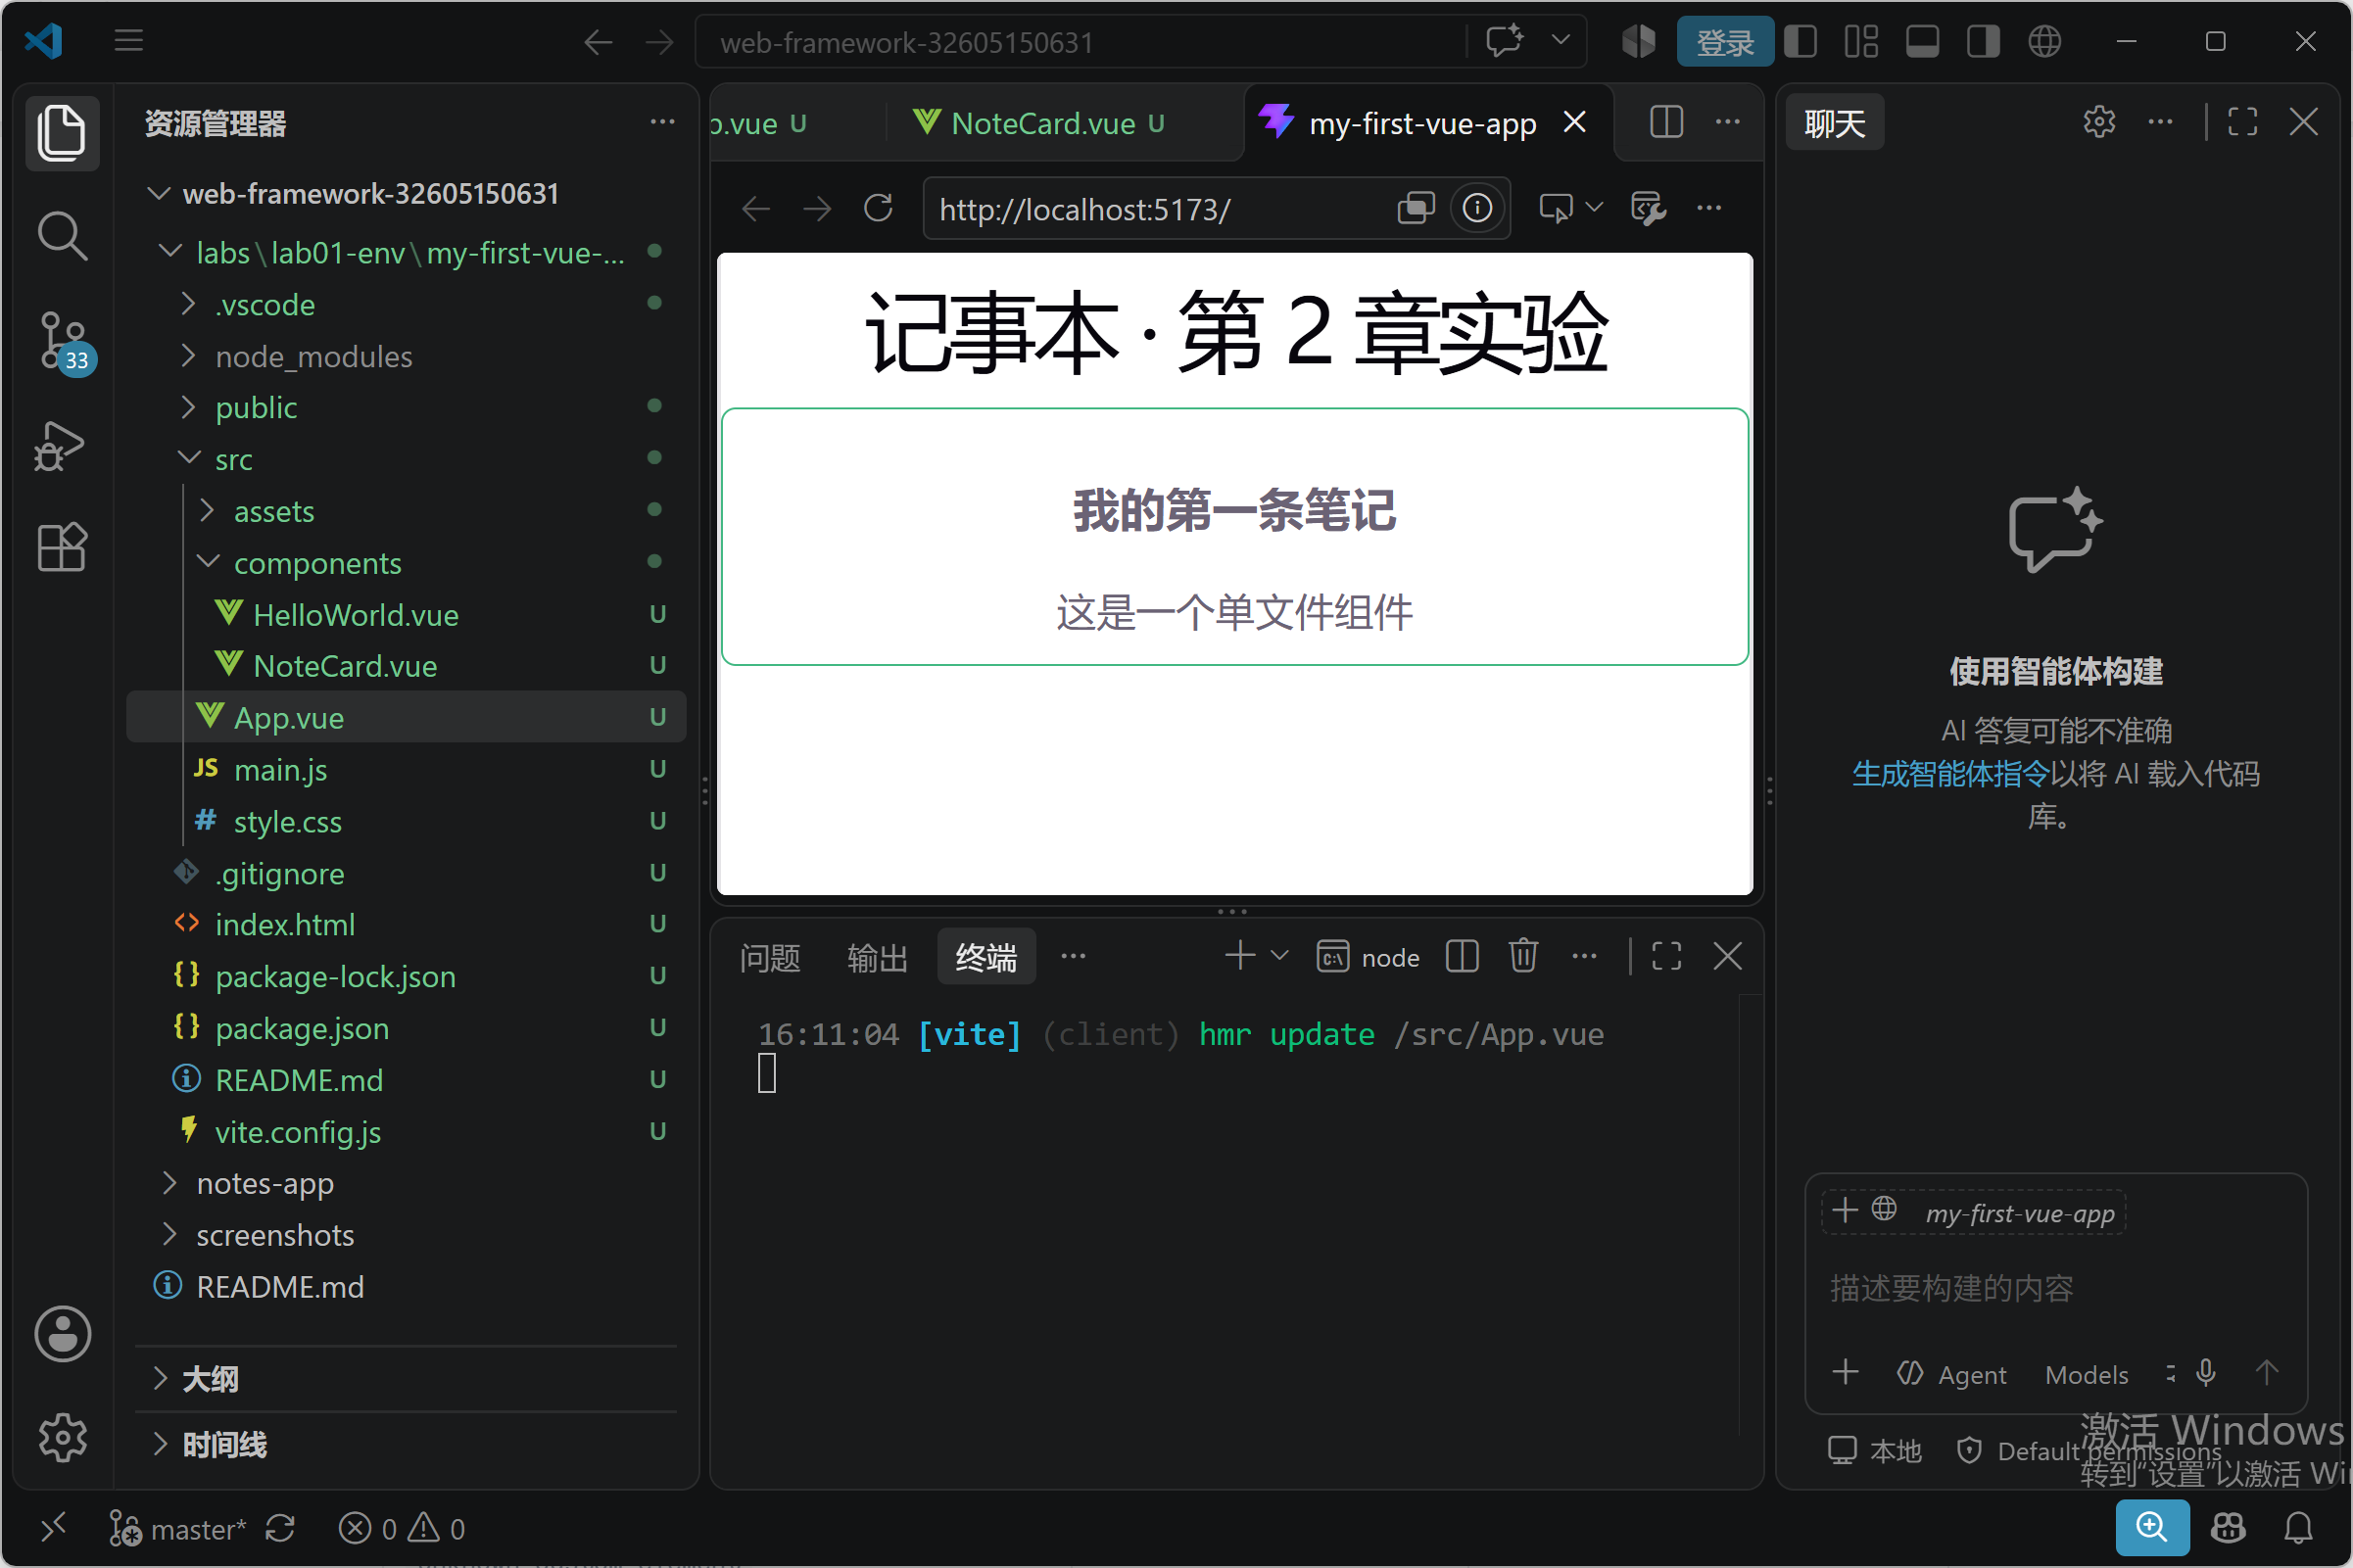 web-framework-32605150631
登录
资源管理器
web-framework-32605150631
labs\lab01-env\my-first-vue-...
.vscode
node_modules
public
src
assets
components
HelloWorld.vue U
NoteCard.vue U
App.vue U
JS main.js U
# style.css U
.gitignore U
<> index.html U
{} package-lock.json U
{} package.json U
README.md U
vite.config.js U
notes-app
screenshots
README.md
大纲
时间线
33
p.vue U
NoteCard.vue U
my-first-vue-app
http://localhost:5173/
记事本 · 第 2 章实验
我的第一条笔记
这是一个单文件组件
问题 输出 终端
node
16:11:04 [vite] (client) hmr update /src/App.vue
聊天
使用智能体构建
AI 答复可能不准确
生成智能体指令以将 AI 载入代码
库。
my-first-vue-app
描述要构建的内容
Agent Models
本地 Default permissions
激活 Windows
转到“设置”以激活 Wi
master* 0 0